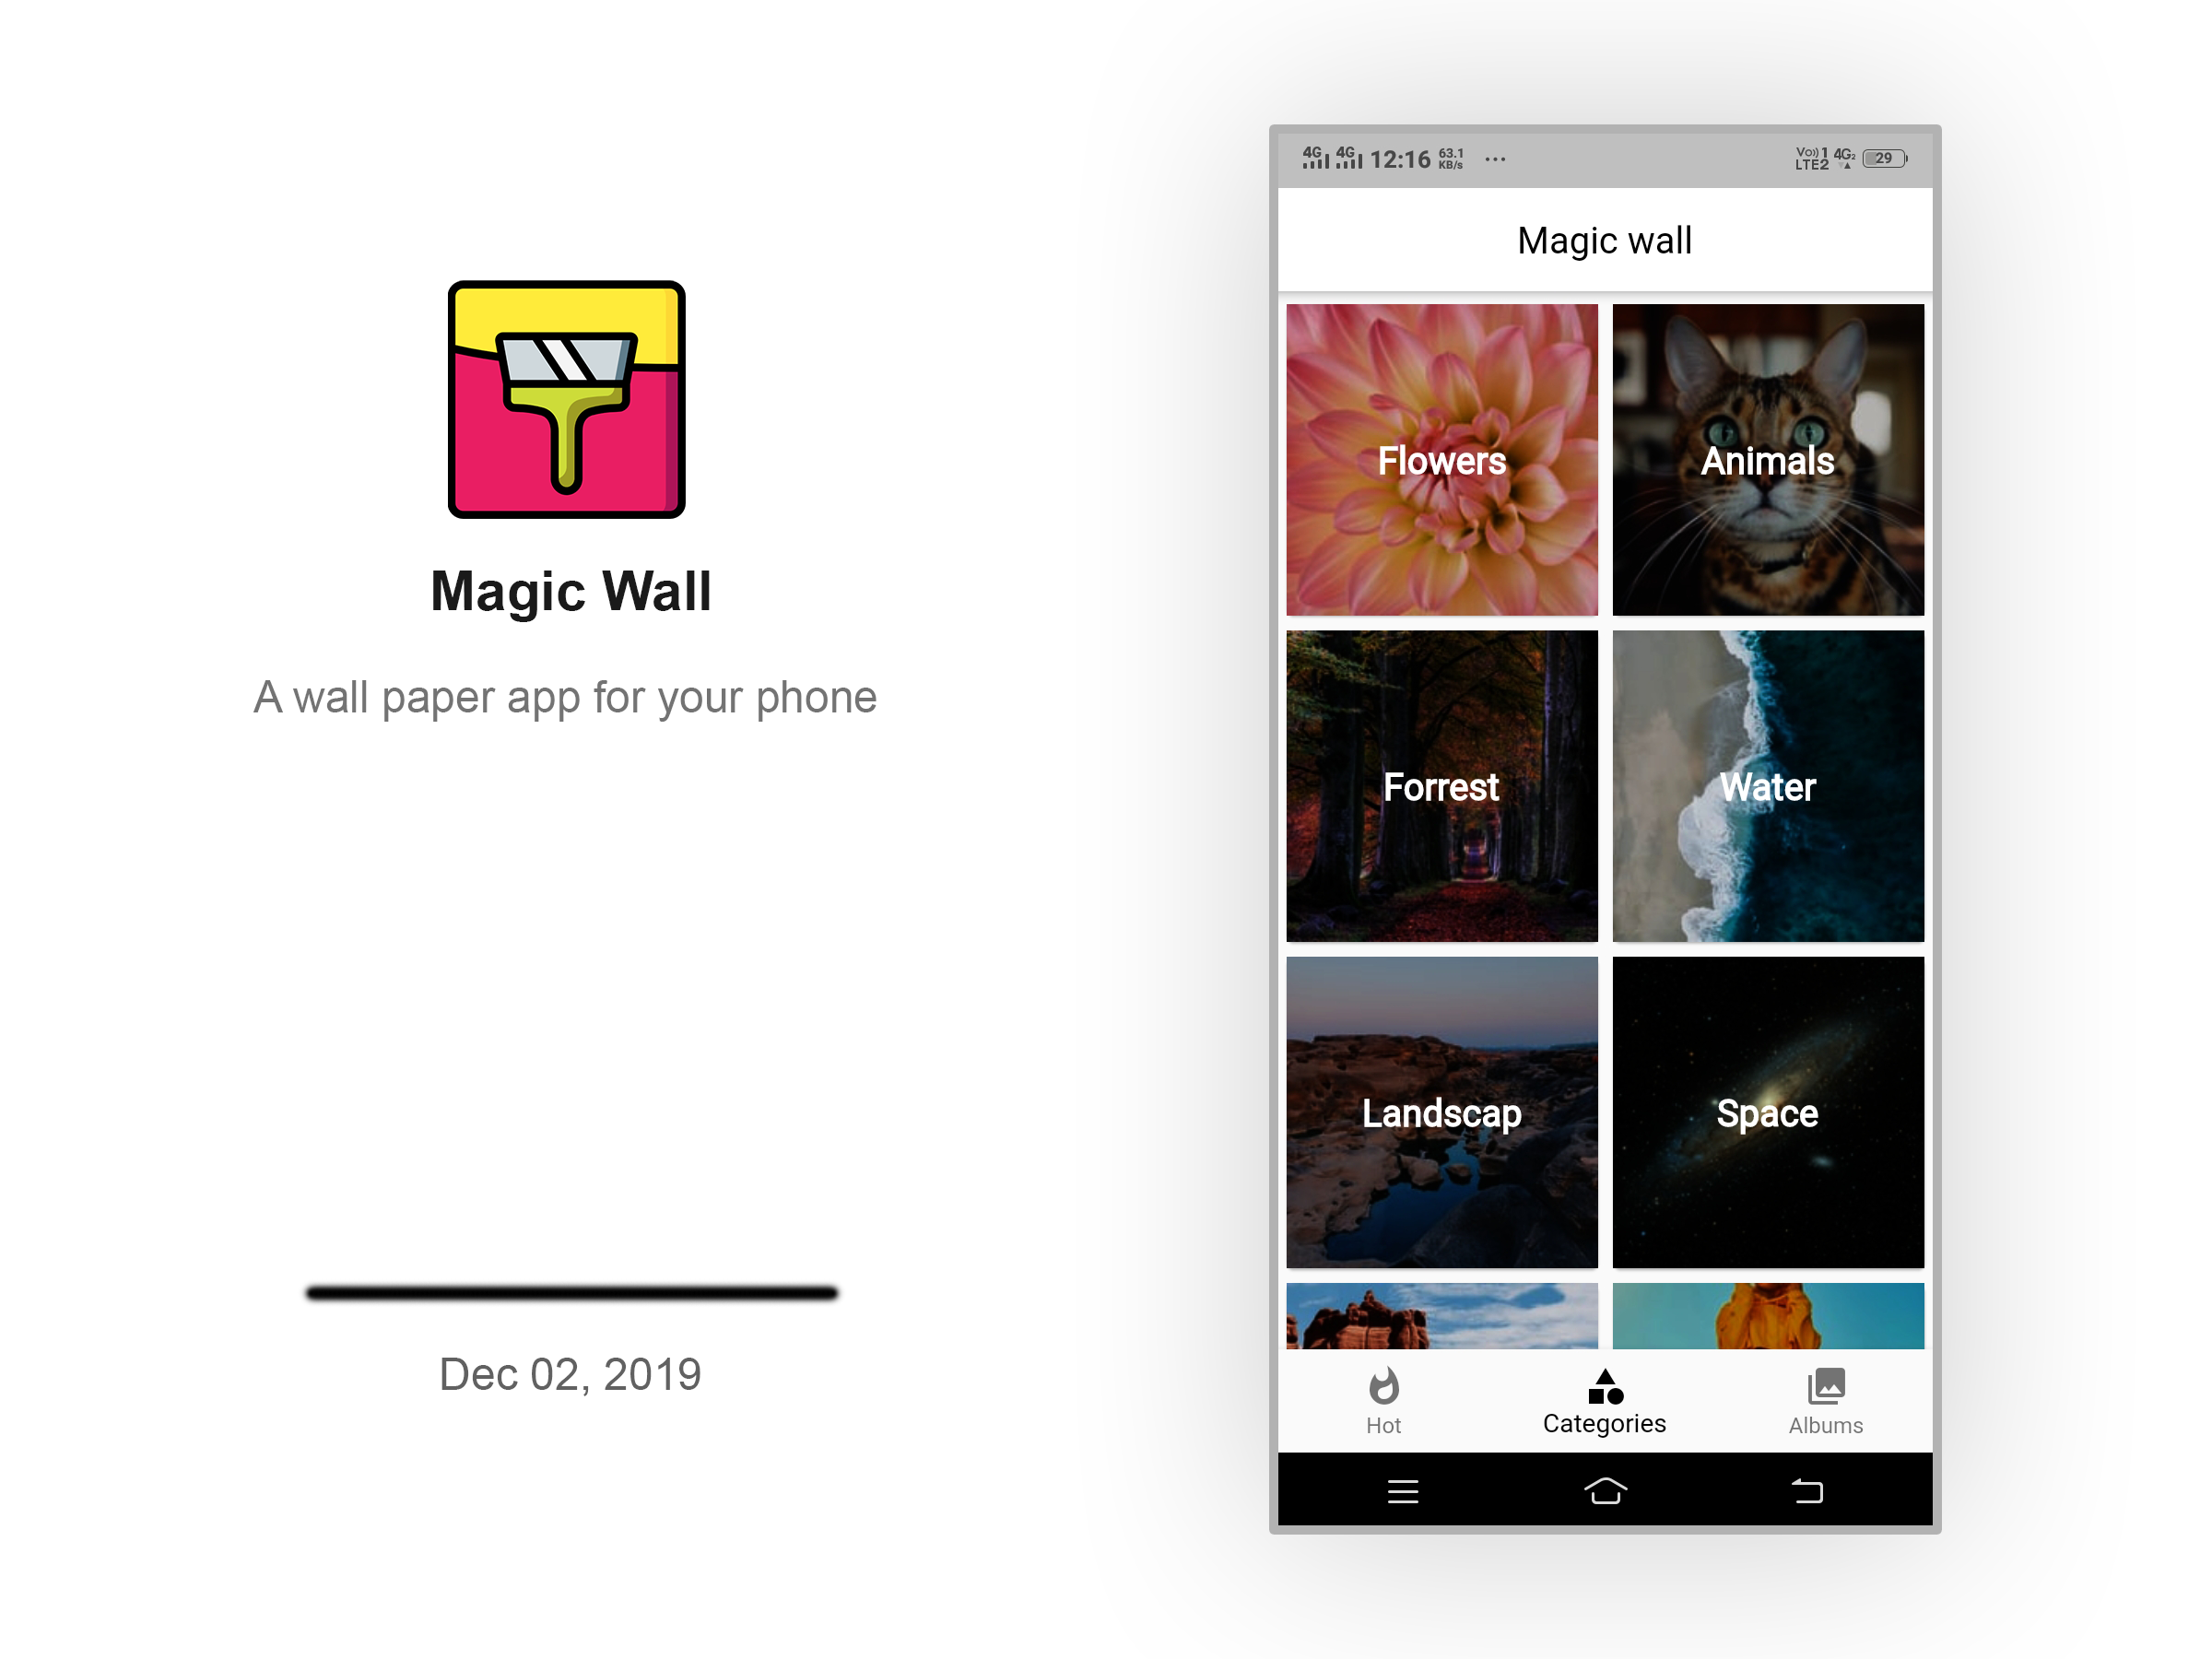 Magic Wall
A wall paper app for your phone
Dec 02, 2019
4G 4G 12:16 63.1 KB/s ... Vo) 1 LTE2 4G2 29
Magic wall
Flowers Animals
Forrest Water
Landscap Space
Hot Categories Albums